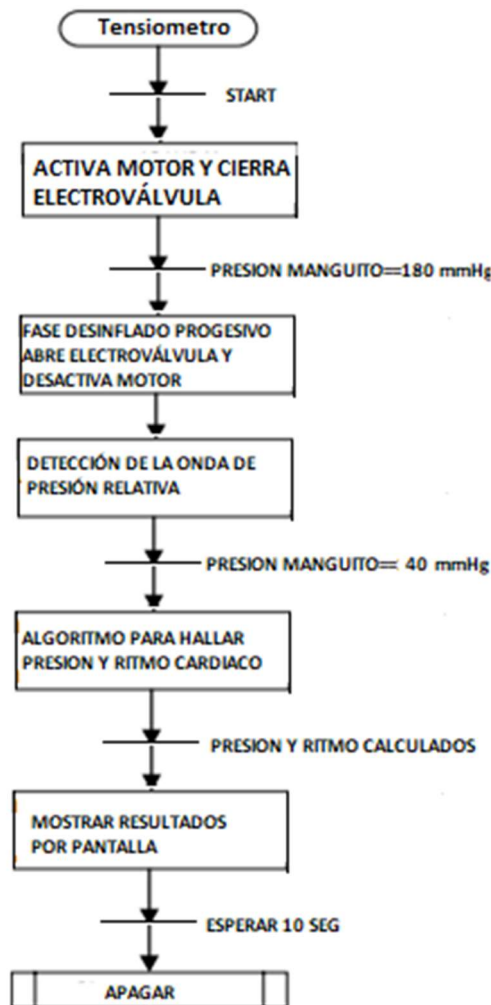 Tensiometro
START
ACTIVA MOTOR Y CIERRA
ELECTROVÁLVULA
PRESION MANGUITO==180 mmHg
FASE DESINFLADO PROGESIVO
ABRE ELECTROVÁLVULA Y
DESACTIVA MOTOR
DETECCIÓN DE LA ONDA DE
PRESIÓN RELATIVA
PRESION MANGUITO== 40 mmHg
ALGORITMO PARA HALLAR
PRESION Y RITMO CARDIACO
PRESION Y RITMO CALCULADOS
MOSTRAR RESULTADOS
POR PANTALLA
ESPERAR 10 SEG
APAGAR